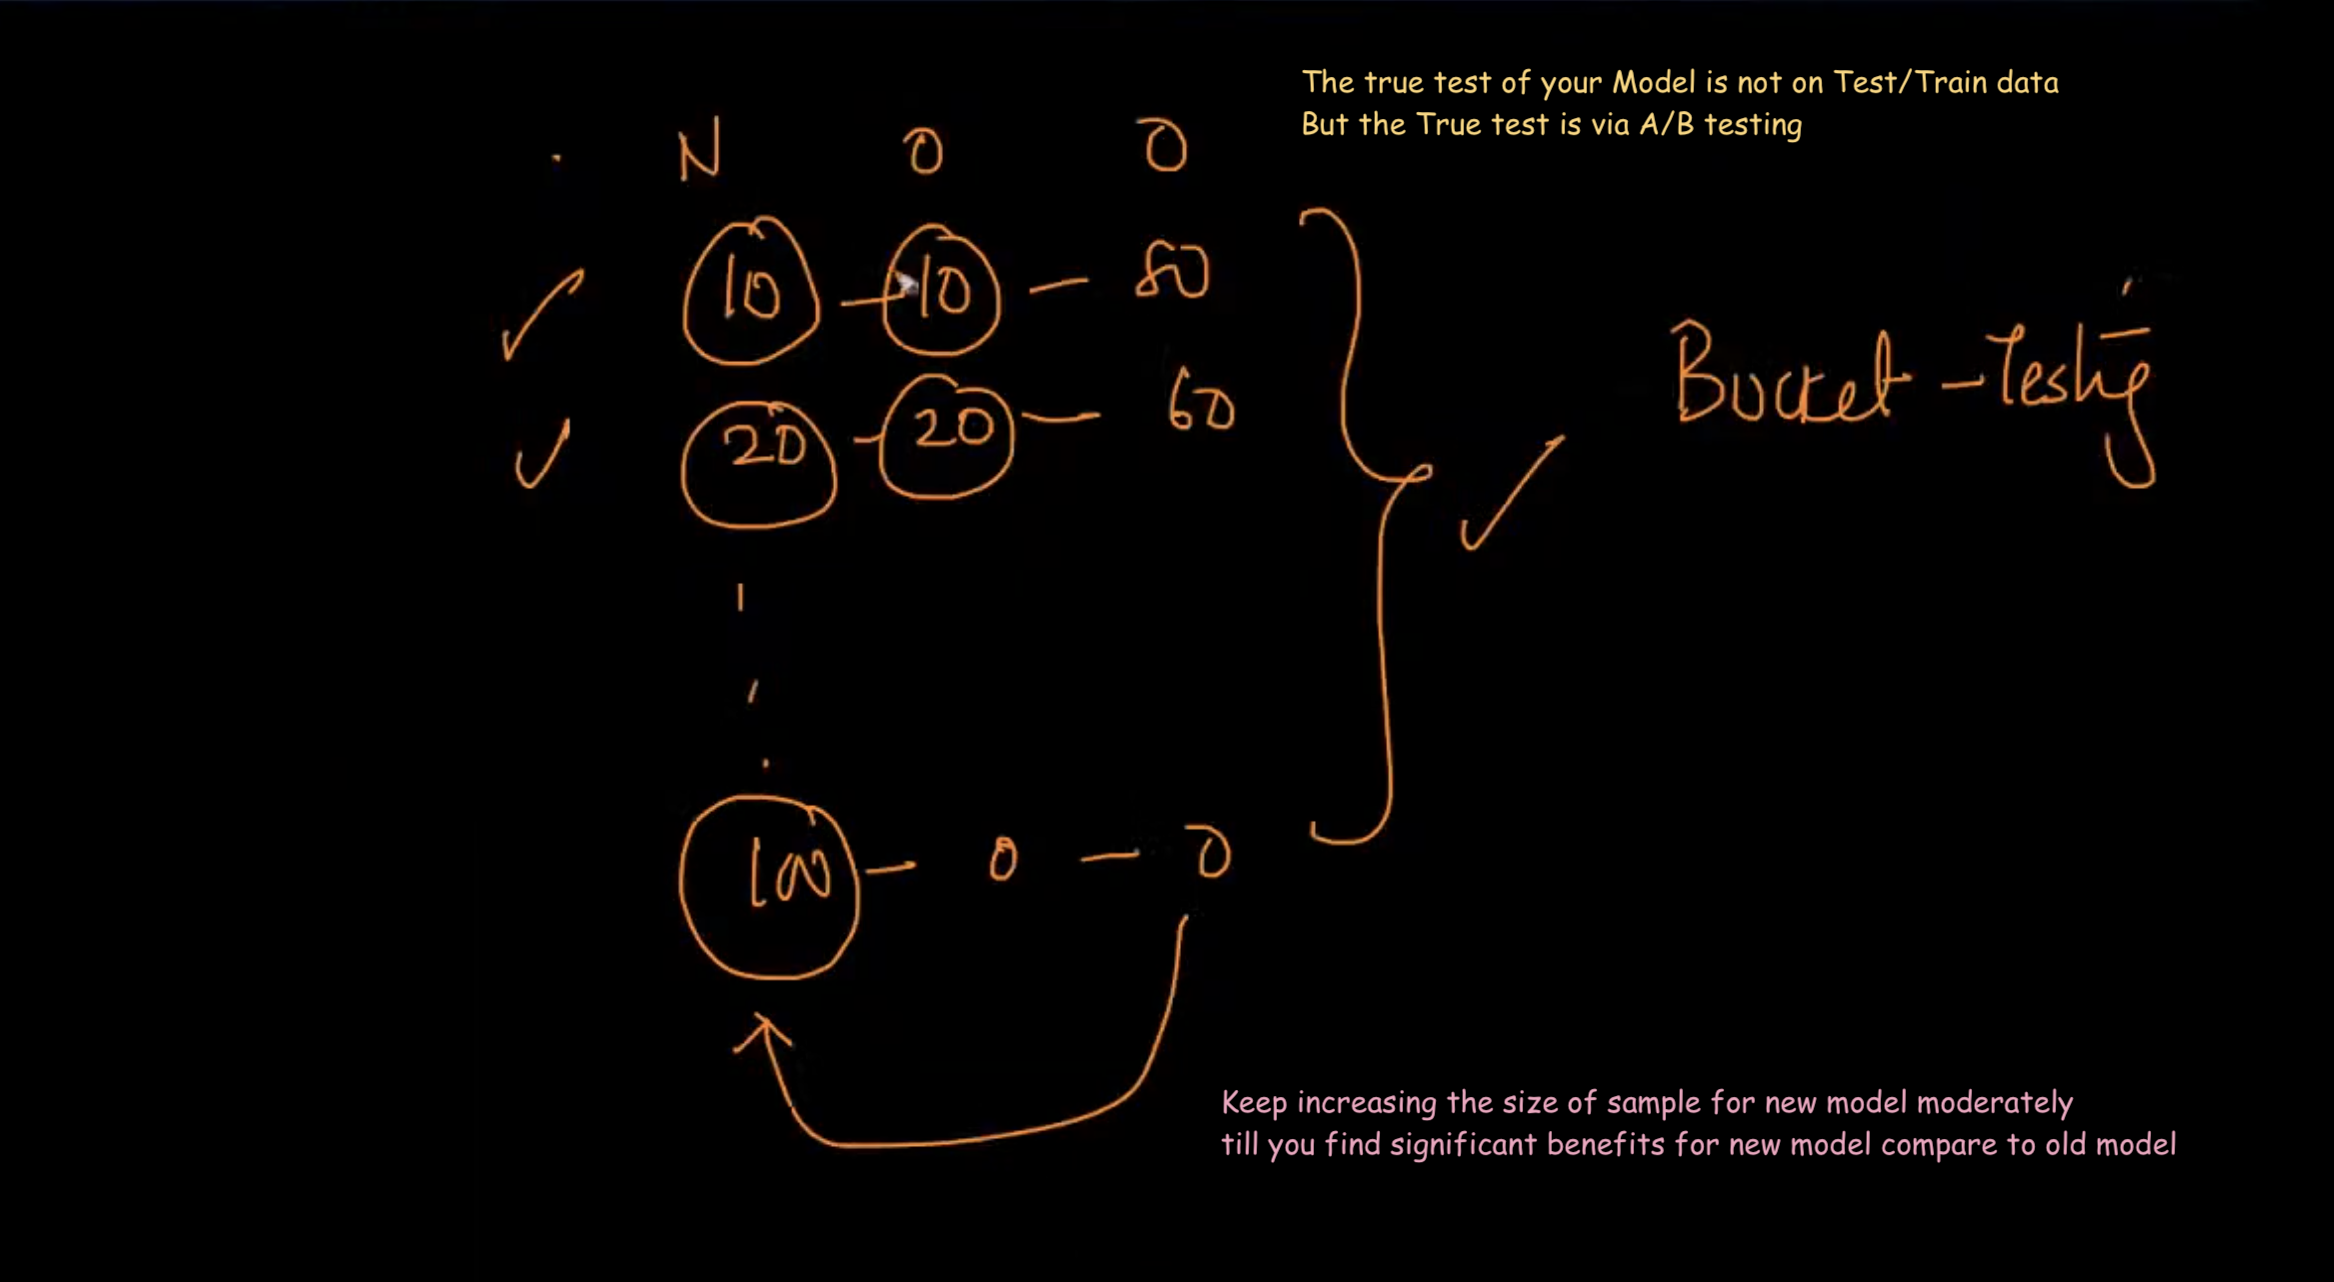 The true test of your Model is not on Test/Train data
But the True test is via A/B testing
N O O
10 - 10 - 80
20 - 20 - 60
100 - 0 - 0
Bucket - Testing
Keep increasing the size of sample for new model moderately
till you find significant benefits for new model compare to old model